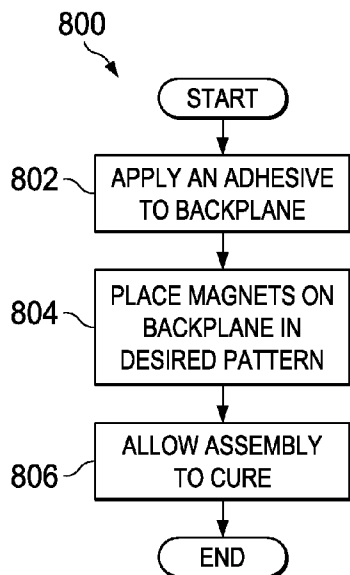 800
START
802
APPLY AN ADHESIVE
TO BACKPLANE
804
PLACE MAGNETS ON
BACKPLANE IN
DESIRED PATTERN
806
ALLOW ASSEMBLY
TO CURE
END